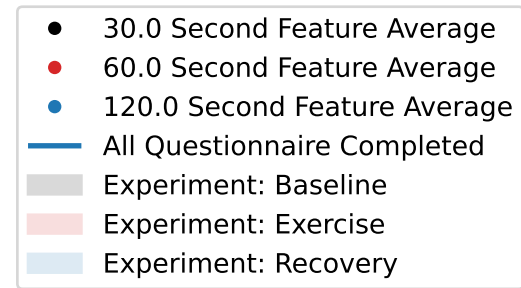 30.0 Second Feature Average
60.0 Second Feature Average
120.0 Second Feature Average
All Questionnaire Completed
Experiment: Baseline
Experiment: Exercise
Experiment: Recovery